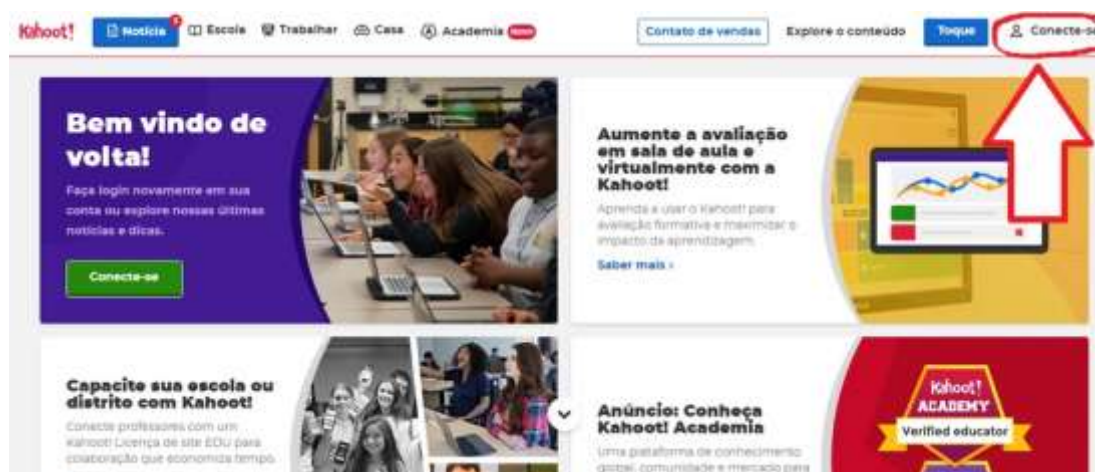 Kahoot! Notícia Escola Trabalhar Casa Academia Contato de vendas Explore o conteúdo Toque Conecte-se
Bem vindo de
volta!
Faça login novamente em sua
conta ou explore nossas últimas
notícias e dicas.
Conecte-se
Aumente a avaliação
em sala de aula e
virtualmente com a
Kahoot!
Aprenda a usar o Kahoot! para
avaliação formativa e maximizar o
impacto da aprendizagem.
Saber mais ›
Capacite sua escola ou
distrito com Kahoot!
Conecte professores com um
Kahoot! Licença de site EDU para
colaboração que economiza tempo.
Anúncio: Conheça
Kahoot! Academia
Uma plataforma de conhecimento
global, comunidade e mercado para
Kahoot!
ACADEMY
Verified educator